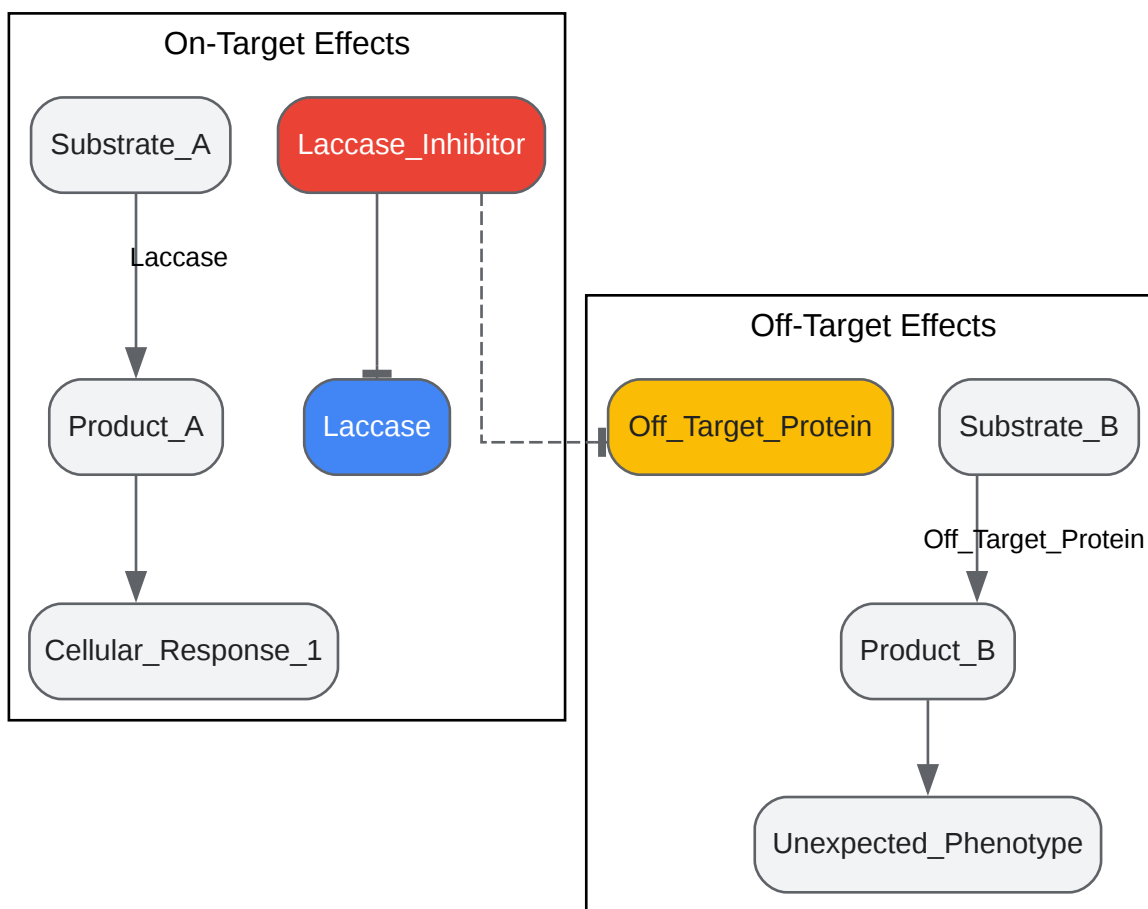 On-Target Effects
Substrate_A
Laccase_Inhibitor
Laccase
Product_A
Laccase
Cellular_Response_1
Off-Target Effects
Off_Target_Protein
Substrate_B
Off_Target_Protein
Product_B
Unexpected_Phenotype